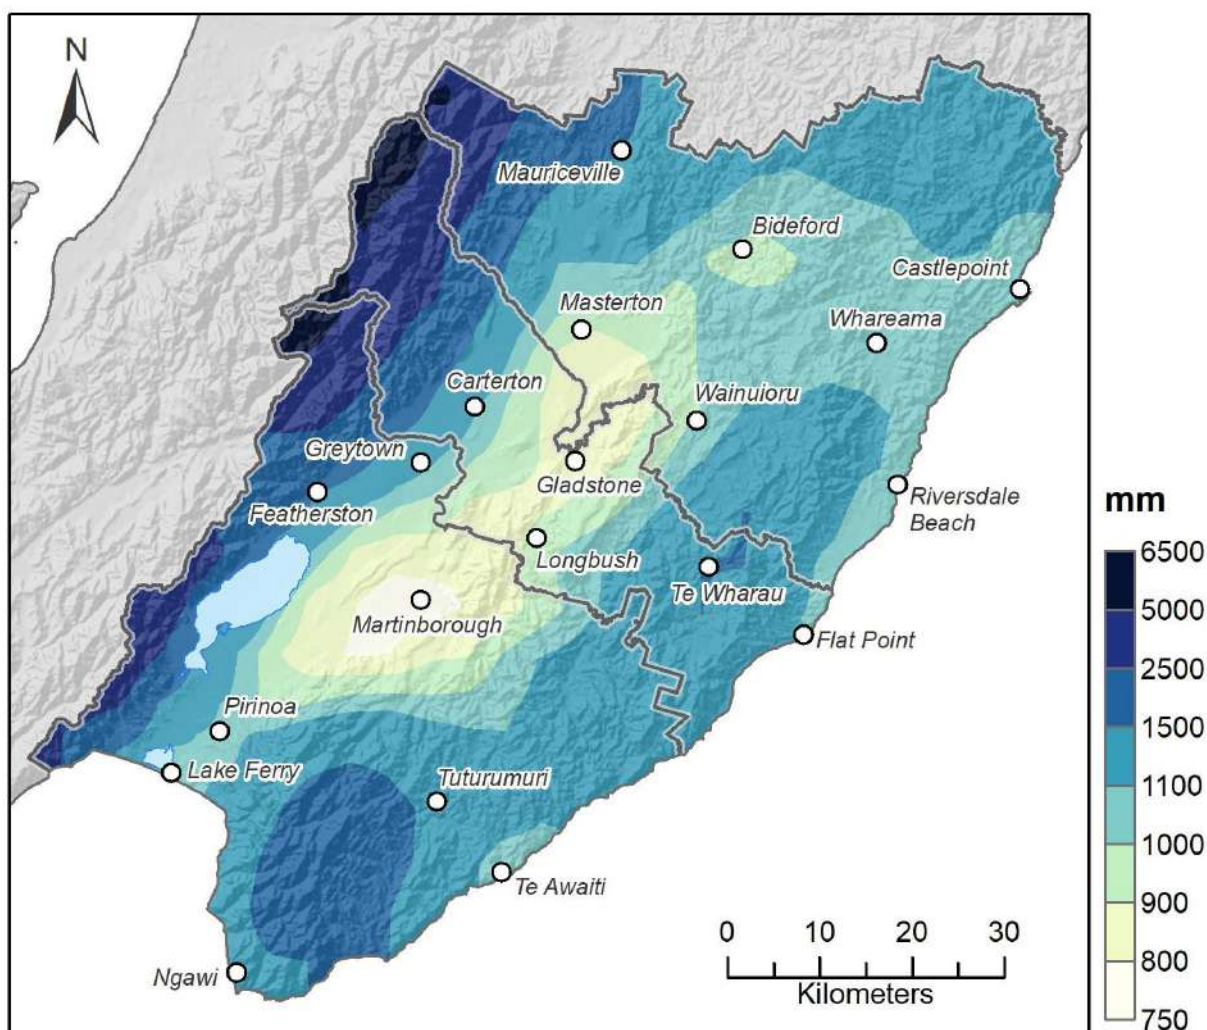 N
Mauriceville
Bideford
Castlepoint
Masterton
Whareama
Carterton
Wainuioru
Greytown
Gladstone
Featherston
Riversdale
Beach
mm
Longbush
6500
Te Wharau
5000
Martinborough
Flat Point
2500
Pirinoa
1500
Lake Ferry
Tuturumuri
1100
1000
Te Awaiti
900
0 10 20 30
800
Ngawi
Kilometers
750